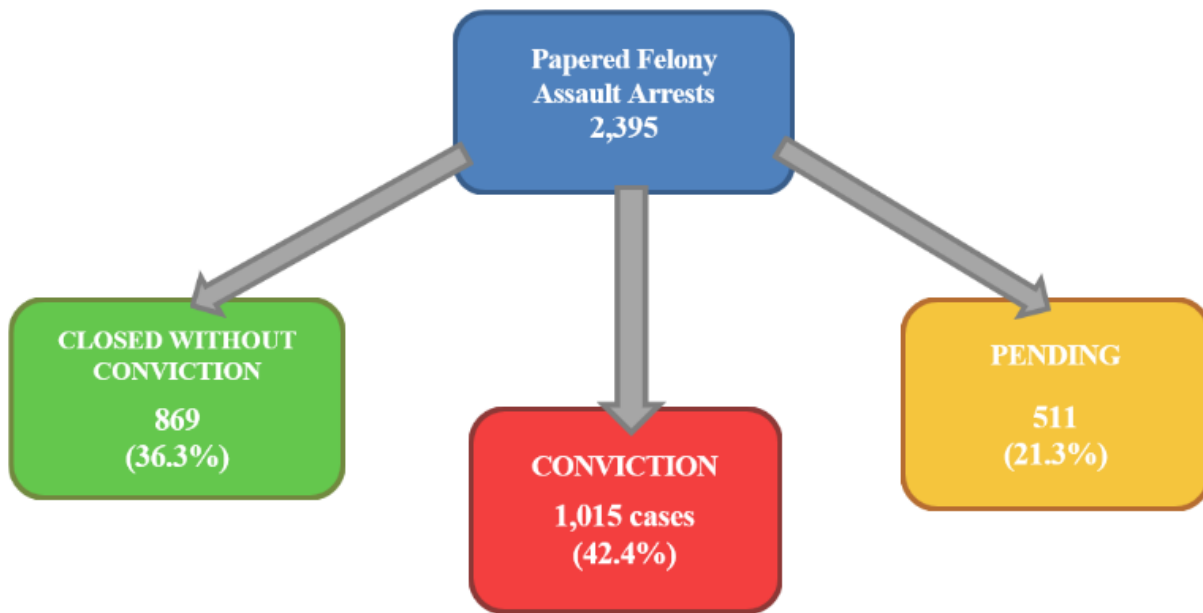 Papered Felony
Assault Arrests
2,395
CLOSED WITHOUT
CONVICTION
869
(36.3%)
CONVICTION
1,015 cases
(42.4%)
PENDING
511
(21.3%)